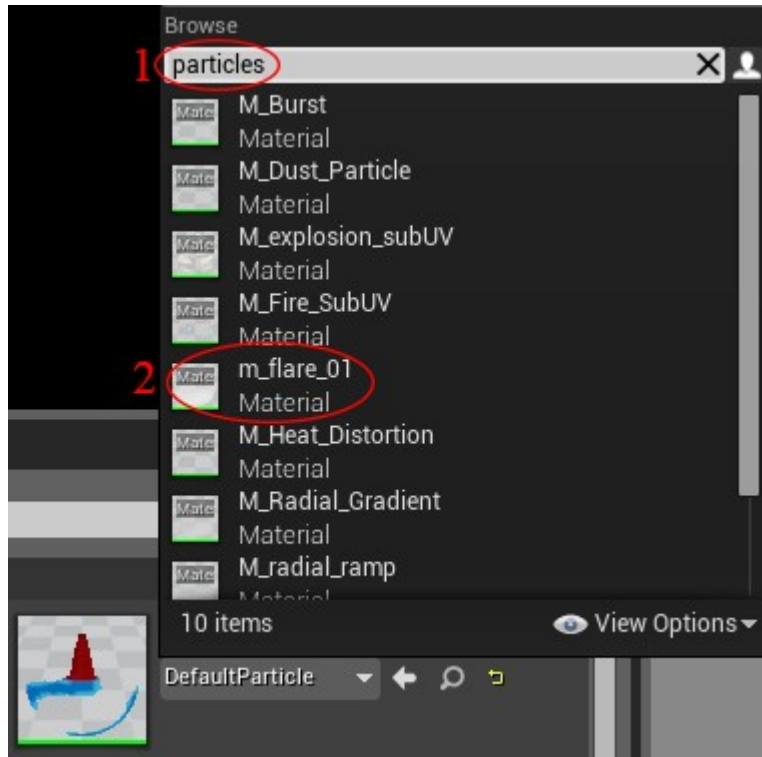 Browse
1 particles
M_Burst
Material
M_Dust_Particle
Material
M_explosion_subUV
Material
M_Fire_SubUV
Material
2 m_flare_01
Material
M_Heat_Distortion
Material
M_Radial_Gradient
Material
M_radial_ramp
Material
10 items View Options
DefaultParticle